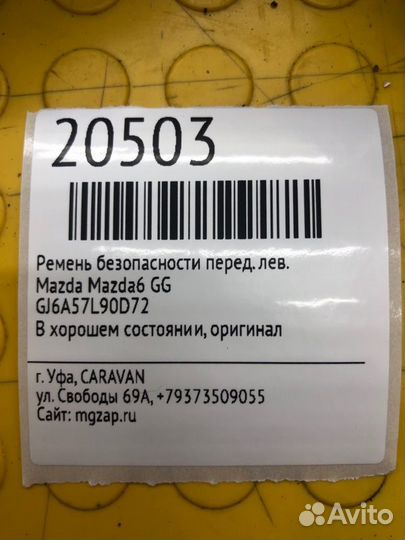 20503
Ремень безопасности перед. лев.
Mazda Mazda6 GG
GJ6A57L90D72
В хорошем состоянии, оригинал
г. Уфа, CARAVAN
ул. Свободы 69А, +79373509055
Сайт: mgzap.ru
Avito